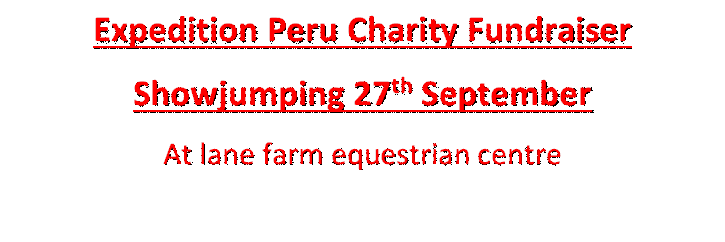 Expedition Peru Charity Fundraiser
Showjumping 27th September
At lane farm equestrian centre